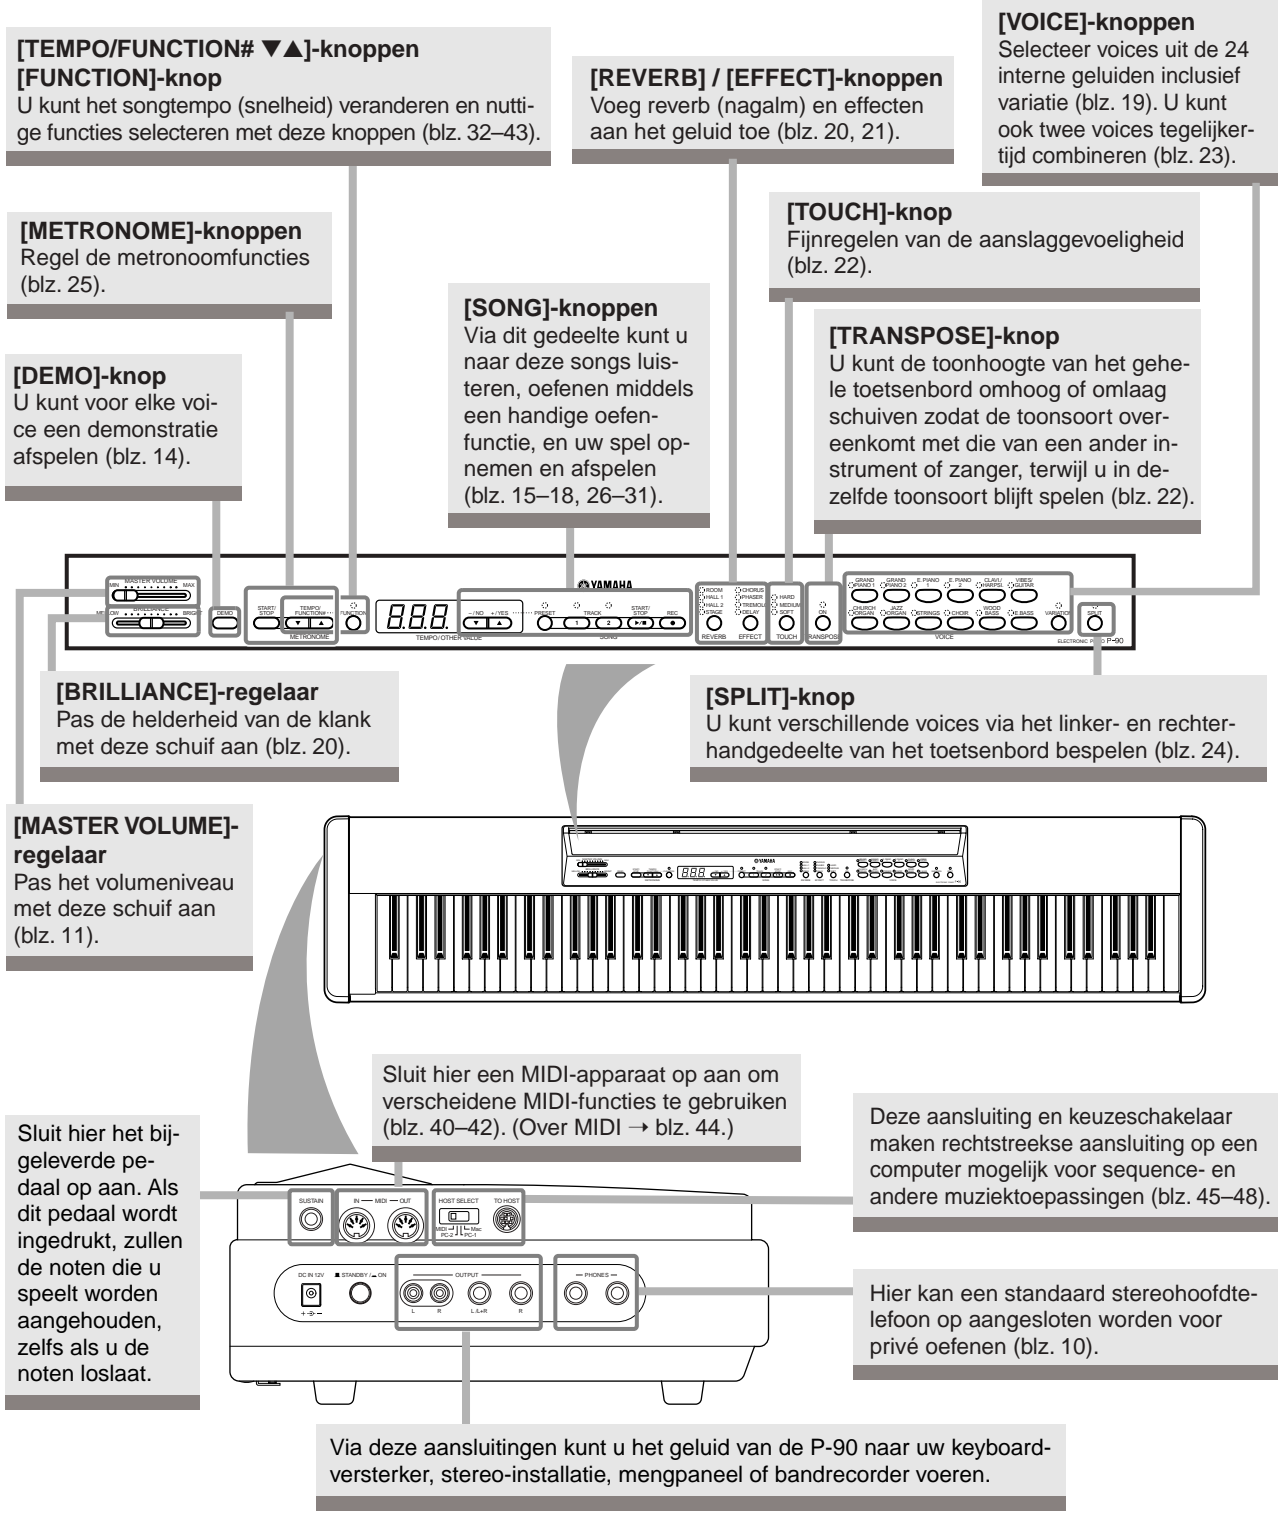 [TEMPO/FUNCTION# ▼▲]-knoppen
[FUNCTION]-knop
U kunt het songtempo (snelheid) veranderen en nutti-
ge functies selecteren met deze knoppen (blz. 32–43).
[REVERB] / [EFFECT]-knoppen
Voeg reverb (nagalm) en effecten
aan het geluid toe (blz. 20, 21).
[VOICE]-knoppen
Selecteer voices uit de 24
interne geluiden inclusief
variatie (blz. 19). U kunt
ook twee voices tegelijker-
tijd combineren (blz. 23).
[METRONOME]-knoppen
Regel de metronoomfuncties
(blz. 25).
[TOUCH]-knop
Fijnregelen van de aanslaggevoeligheid
(blz. 22).
[SONG]-knoppen
Via dit gedeelte kunt u
naar deze songs luis-
teren, oefenen middels
een handige oefen-
functie, en uw spel op-
nemen en afspelen
(blz. 15–18, 26–31).
[TRANSPOSE]-knop
U kunt de toonhoogte van het gehe-
le toetsenbord omhoog of omlaag
schuiven zodat de toonsoort over-
eenkomt met die van een ander in-
strument of zanger, terwijl u in de-
zelfde toonsoort blijft spelen (blz. 22).
[DEMO]-knop
U kunt voor elke voi-
ce een demonstratie
afspelen (blz. 14).
MASTER VOLUME
MIN MAX
BRILLIANCE
BRIGHT
DEMO
START/
STOP
TEMPO/
FUNCTION#
▼ ▲
METRONOME
FUNCTION
TEMPO/OTHER VALUE
– / NO + / YES
▼ ▲
YAMAHA
PRESET
TRACK
1 2
START/
STOP
REC
SONG
ROOM
HALL 1
HALL 2
STAGE
REVERB
CHORUS
PHASER
TREMOLO
DELAY
EFFECT
HARD
MEDIUM
SOFT
TOUCH
ON
TRANSPOSE
GRAND
PIANO 1
GRAND
PIANO 2
E. PIANO
1
E. PIANO
2
CLAVI./
HARPSI.
VIBES/
GUITAR
CHURCH
ORGAN
JAZZ
ORGAN
STRINGS
CHOIR
WOOD
BASS
E.BASS
VOICE
VARIATION
SPLIT
ELECTRONIC PIANO P-90
[BRILLIANCE]-regelaar
Pas de helderheid van de klank
met deze schuif aan (blz. 20).
[SPLIT]-knop
U kunt verschillende voices via het linker- en rechter-
handgedeelte van het toetsenbord bespelen (blz. 24).
[MASTER VOLUME]-
regelaar
Pas het volumeniveau
met deze schuif aan
(blz. 11).
YAMAHA
Sluit hier een MIDI-apparaat op aan om
verscheidene MIDI-functies te gebruiken
(blz. 40–42). (Over MIDI → blz. 44.)
Sluit hier het bij-
geleverde pe-
daal op aan. Als
dit pedaal wordt
ingedrukt, zullen
de noten die u
speelt worden
aangehouden,
zelfs als u de
noten loslaat.
Deze aansluiting en keuzeschakelaar
maken rechtstreekse aansluiting op een
computer mogelijk voor sequence- en
andere muziektoepassingen (blz. 45–48).
SUSTAIN
IN MIDI OUT
HOST SELECT
MIDI Mac
PC-2 PC-1
TO HOST
DC IN 12V
STANDBY / ON
OUTPUT
L R L /L+R R
PHONES
Hier kan een standaard stereohoofdte-
lefoon op aangesloten worden voor
privé oefenen (blz. 10).
Via deze aansluitingen kunt u het geluid van de P-90 naar uw keyboard-
versterker, stereo-installatie, mengpaneel of bandrecorder voeren.